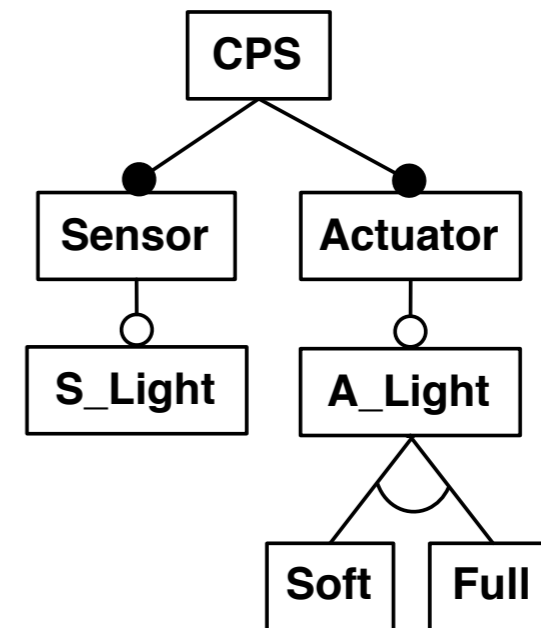 CPS
Sensor
Actuator
S_Light
A_Light
Soft
Full